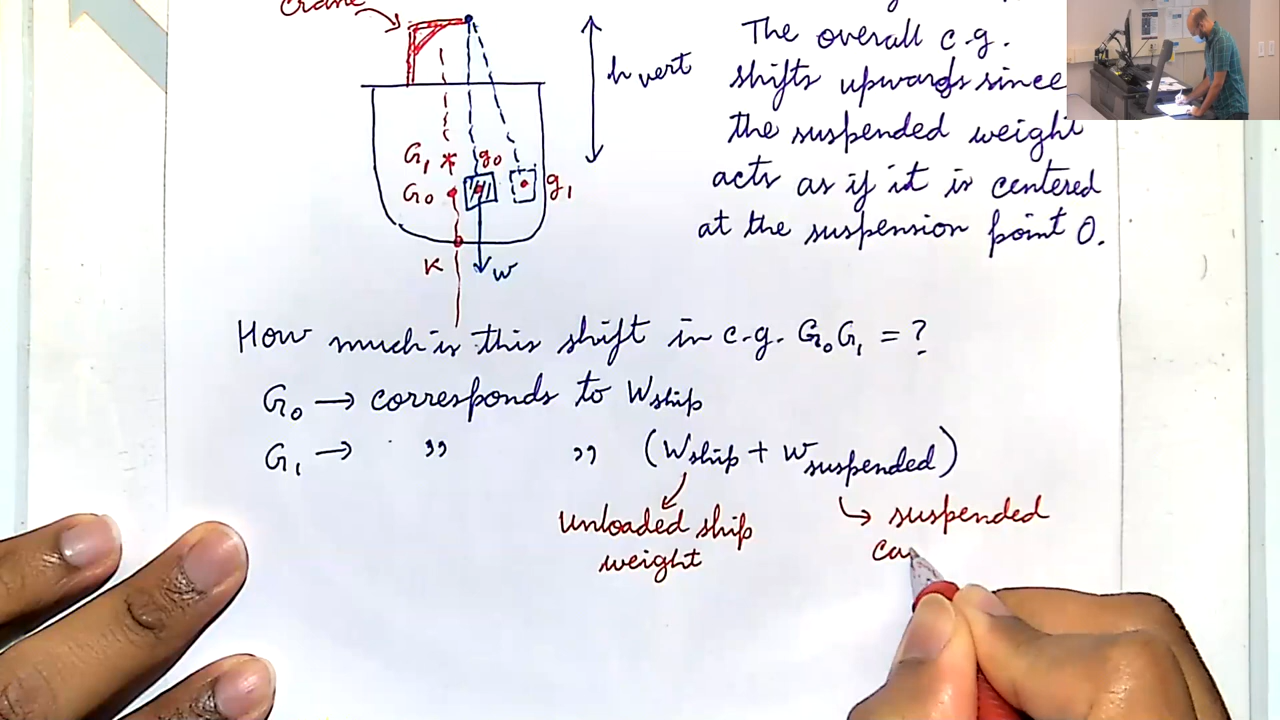 crane
The overall c.g.
shifts upwards since
the suspended weight
acts as if it is centered
at the suspension point O.
h vert
G₁
g₀
G₀
g₁
K
w
How much is this shift in c.g. G₀G₁ = ?
G₀ → corresponds to Wship
G₁ → " " (Wship + wsuspended)
unloaded ship
weight
↳ suspended
ca